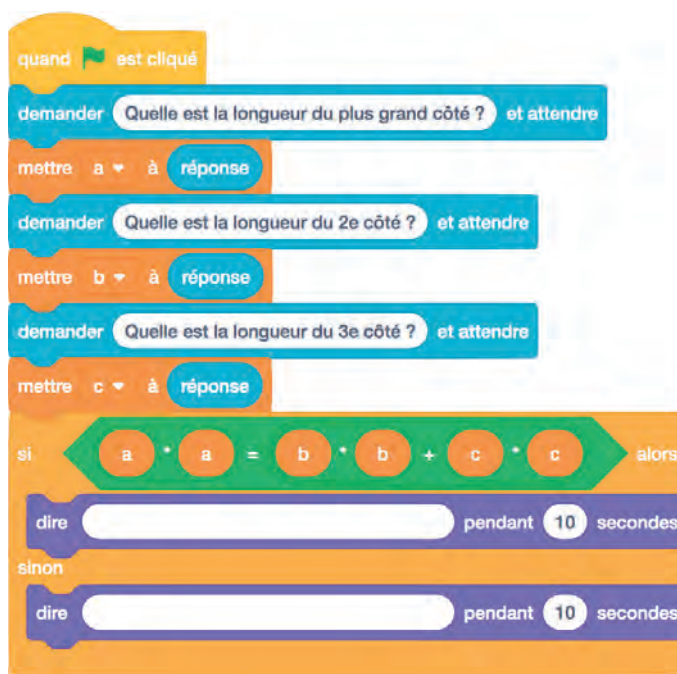 quand est cliqué
demander Quelle est la longueur du plus grand côté ? et attendre
mettre a à réponse
demander Quelle est la longueur du 2e côté ? et attendre
mettre b à réponse
demander Quelle est la longueur du 3e côté ? et attendre
mettre c à réponse
si a * a = b * b + c * c alors
dire pendant 10 secondes
sinon
dire pendant 10 secondes